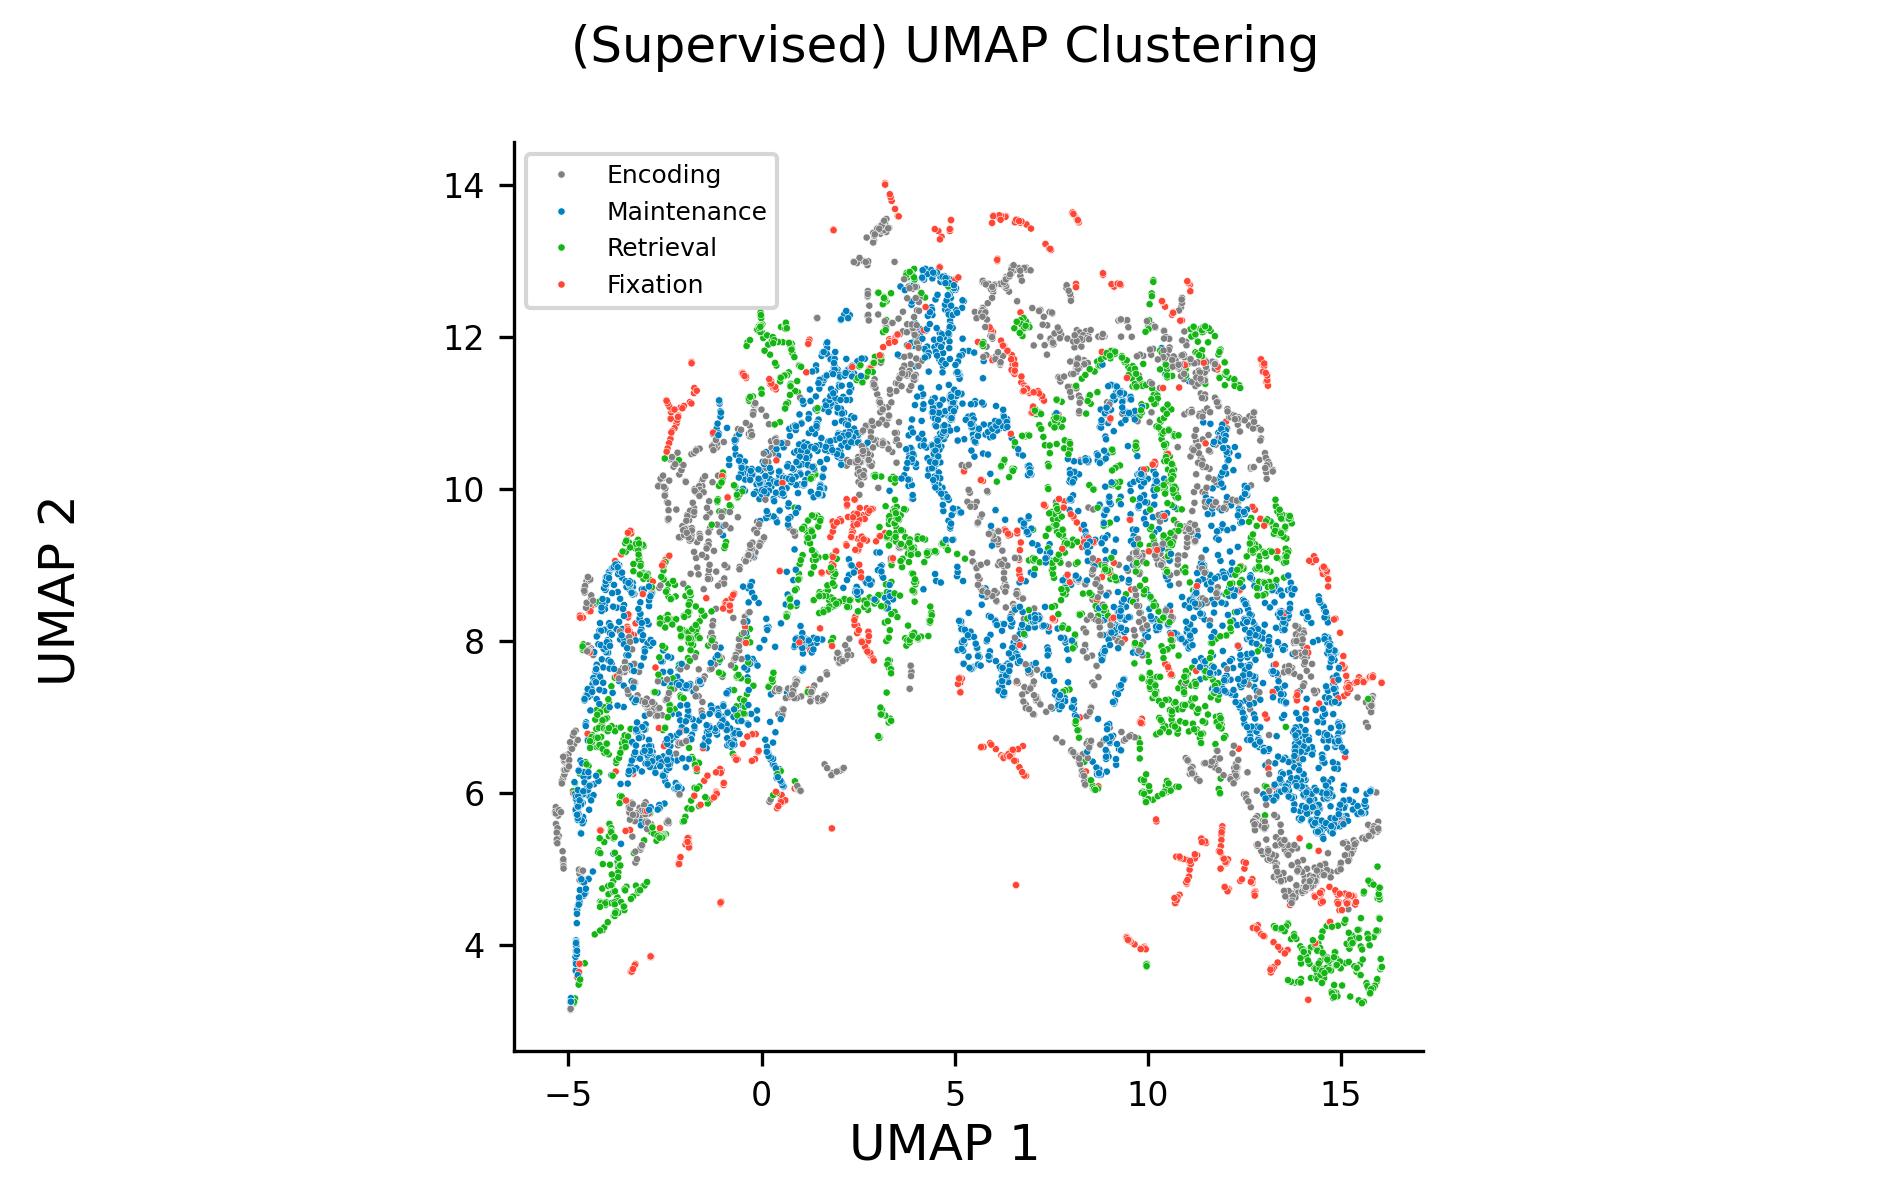 (Supervised) UMAP Clustering
Encoding
Maintenance
Retrieval
Fixation
14
12
10
8
6
4
UMAP 2
−5
0
5
10
15
UMAP 1